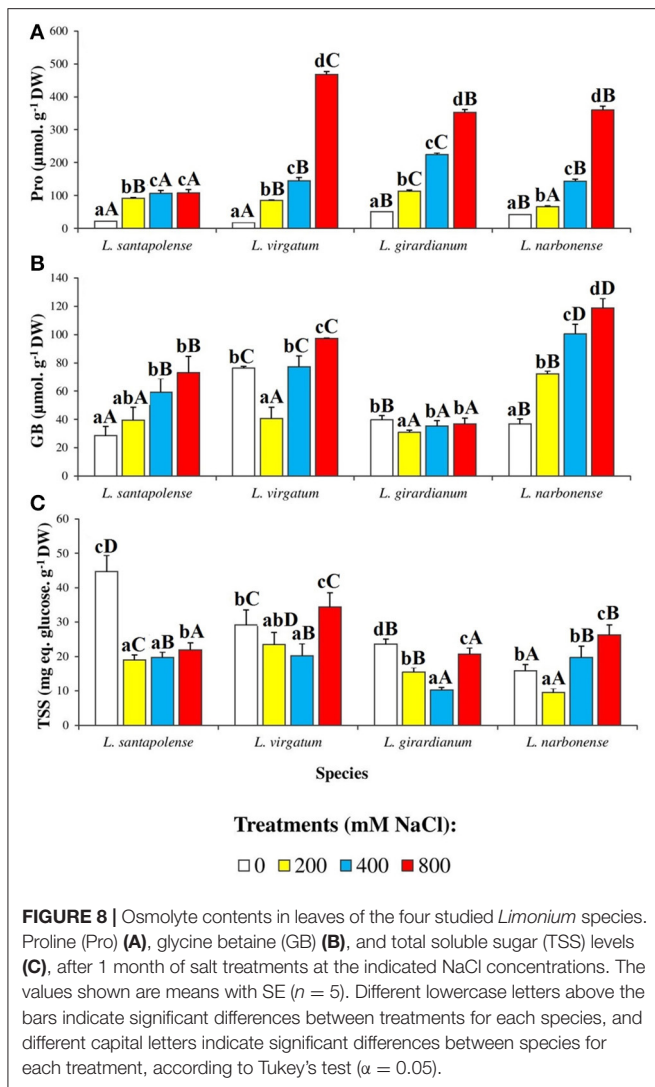 A
Pro (μmol. g⁻¹ DW)
600
500
400
300
200
100
0
aA bB cA cA
aA bB cB dC
aB bC cC dB
aB bA cB dB
L. santapolense L. virgatum L. girardianum L. narbonense
B
GB (μmol. g⁻¹ DW)
140
120
100
80
60
40
20
0
aA abA bB bB
bC aA bC cC
bB aA bA bA
aB bB cD dD
L. santapolense L. virgatum L. girardianum L. narbonense
C
TSS (mg eq. glucose. g⁻¹ DW)
60
50
40
30
20
10
0
cD aC aB bA
bC abD aB cC
dB bB aA cA
bA aA bB cB
L. santapolense L. virgatum L. girardianum L. narbonense
Species
Treatments (mM NaCl):
0 200 400 800
FIGURE 8 | Osmolyte contents in leaves of the four studied Limonium species.
Proline (Pro) (A), glycine betaine (GB) (B), and total soluble sugar (TSS) levels
(C), after 1 month of salt treatments at the indicated NaCl concentrations. The
values shown are means with SE (n = 5). Different lowercase letters above the
bars indicate significant differences between treatments for each species, and
different capital letters indicate significant differences between species for
each treatment, according to Tukey's test (α = 0.05).